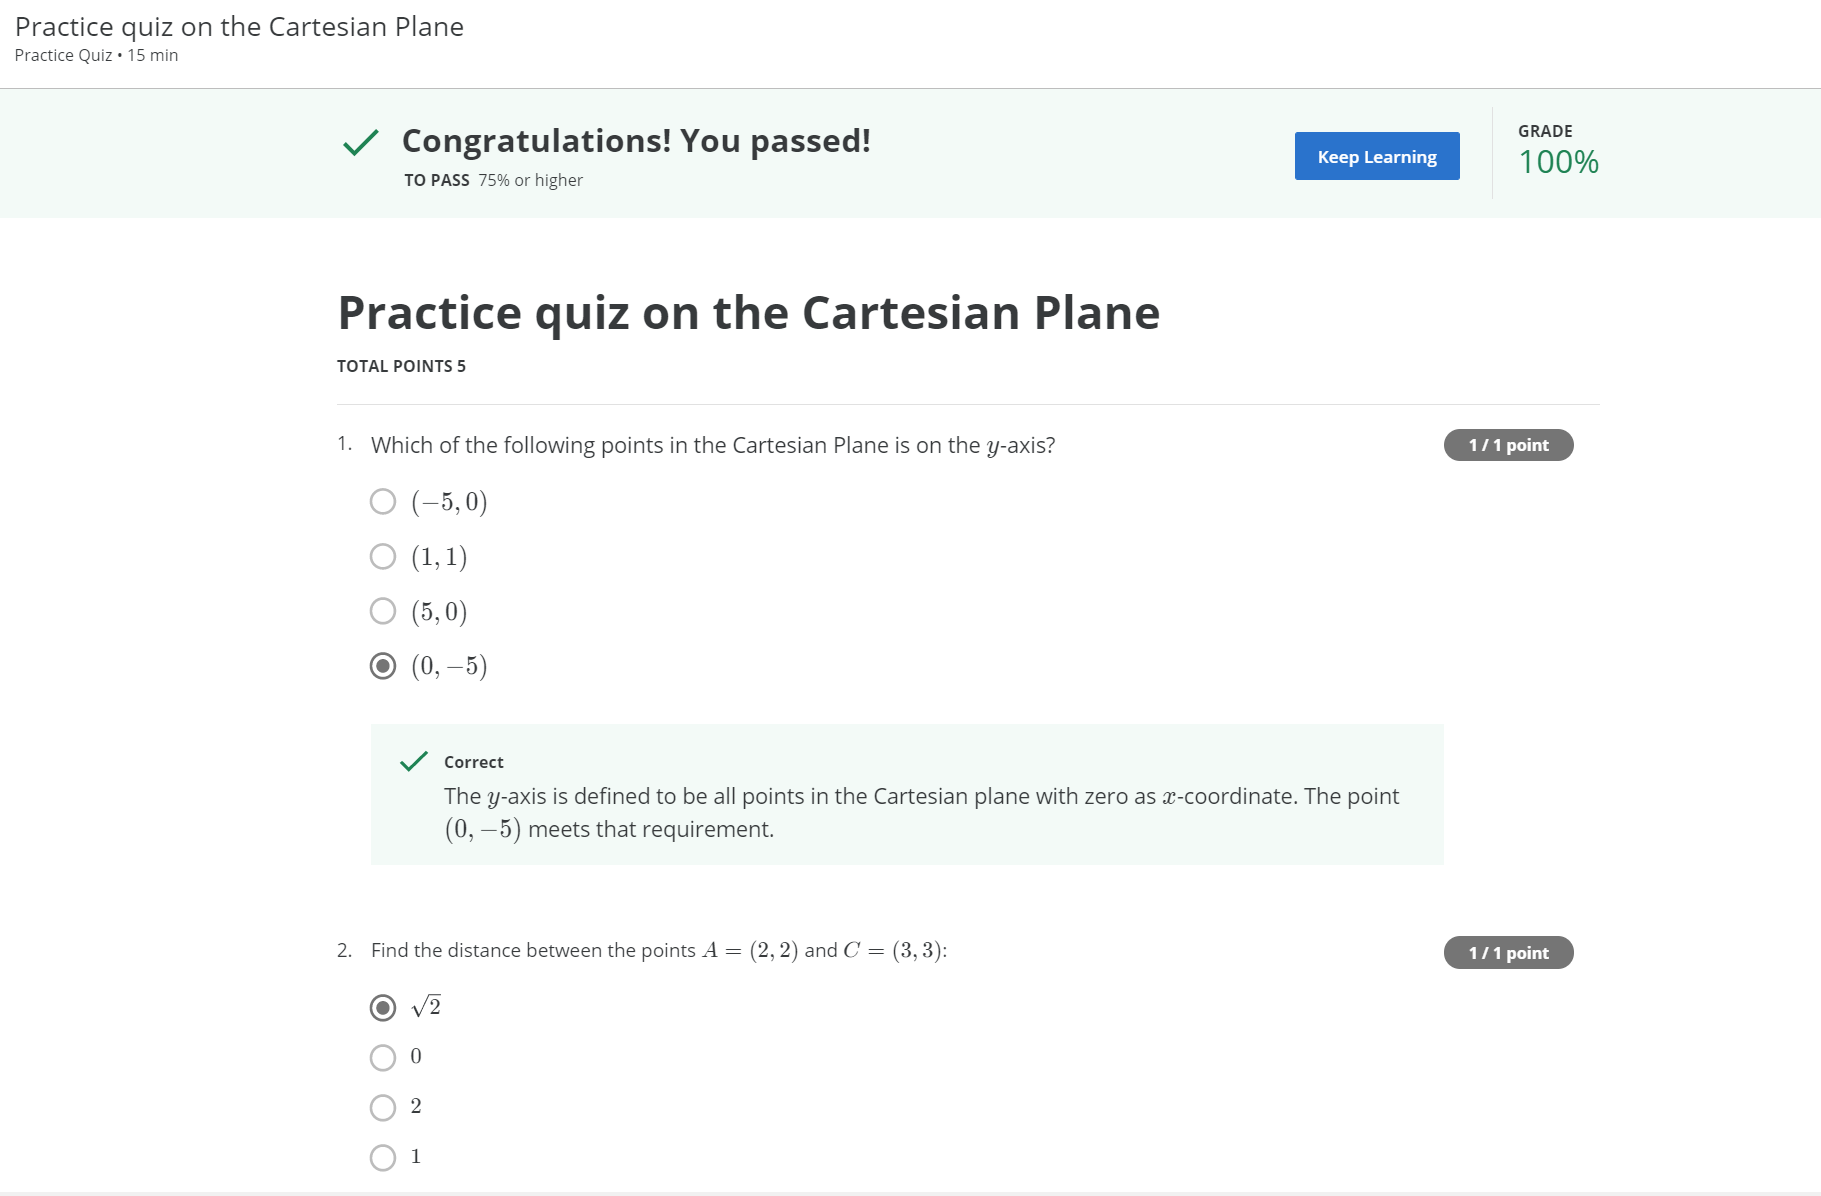 Practice quiz on the Cartesian Plane
Practice Quiz • 15 min
Congratulations! You passed!
TO PASS 75% or higher
Keep Learning
GRADE
100%
Practice quiz on the Cartesian Plane
TOTAL POINTS 5
1. Which of the following points in the Cartesian Plane is on the y-axis?
1 / 1 point
(−5, 0)
(1, 1)
(5, 0)
(0, −5)
Correct
The y-axis is defined to be all points in the Cartesian plane with zero as x-coordinate. The point
(0, −5) meets that requirement.
2. Find the distance between the points A = (2, 2) and C = (3, 3):
1 / 1 point
√2
0
2
1